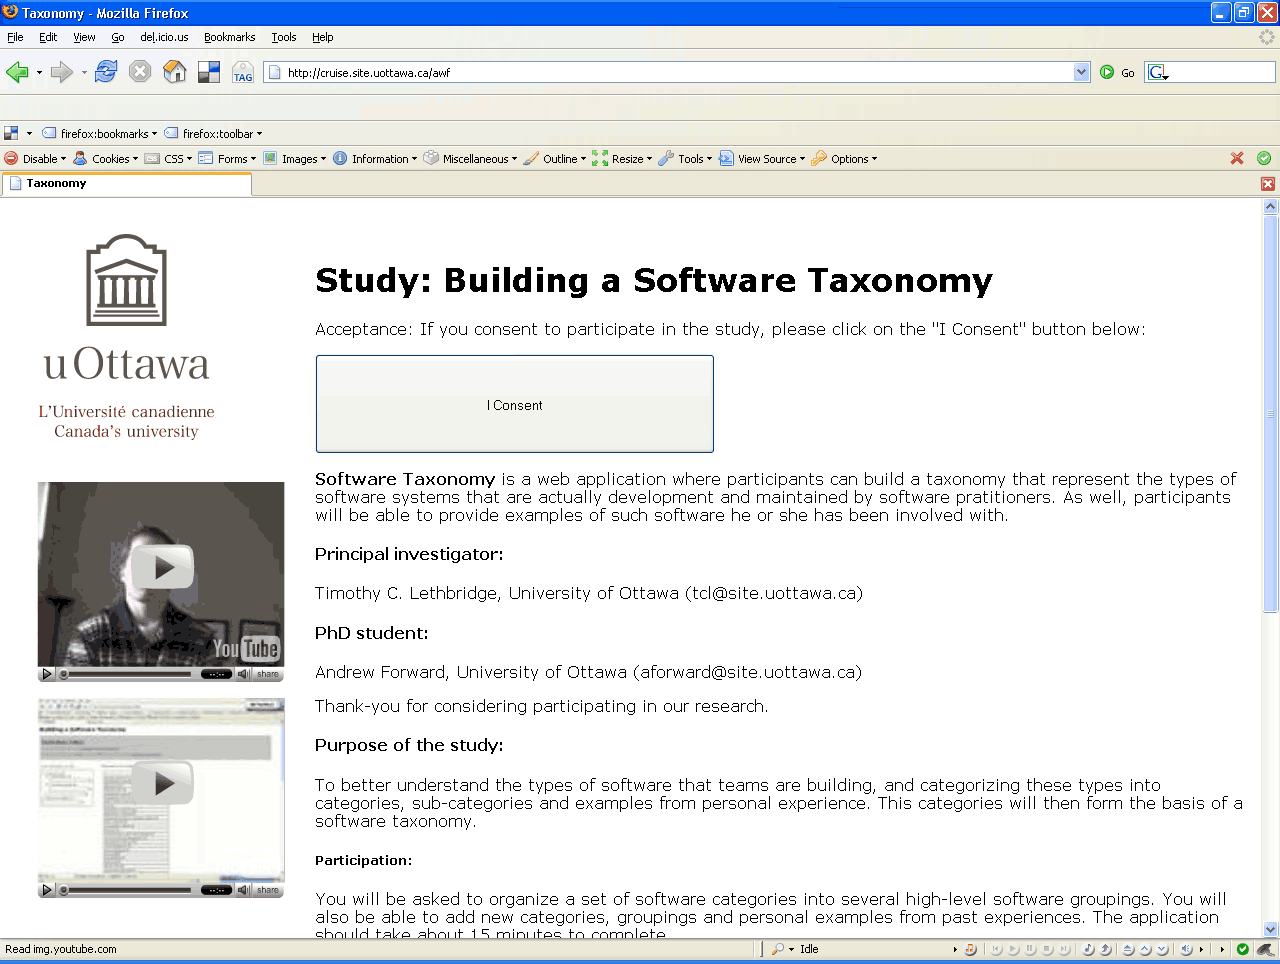 Taxonomy - Mozilla Firefox
File Edit View Go del.icio.us Bookmarks Tools Help
TAG http://cruise.site.uottawa.ca/awf Go G
firefox:bookmarks firefox:toolbar
Disable Cookies CSS Forms Images Information Miscellaneous Outline Resize Tools View Source Options
Taxonomy
uOttawa
L'Université canadienne
Canada's university
Study: Building a Software Taxonomy
Acceptance: If you consent to participate in the study, please click on the "I Consent" button below:
I Consent
Software Taxonomy is a web application where participants can build a taxonomy that represent the types of
software systems that are actually development and maintained by software pratitioners. As well, participants
will be able to provide examples of such software he or she has been involved with.
Principal investigator:
Timothy C. Lethbridge, University of Ottawa (tcl@site.uottawa.ca)
PhD student:
Andrew Forward, University of Ottawa (aforward@site.uottawa.ca)
Thank-you for considering participating in our research.
Purpose of the study:
To better understand the types of software that teams are building, and categorizing these types into
categories, sub-categories and examples from personal experience. This categories will then form the basis of a
software taxonomy.
Participation:
You will be asked to organize a set of software categories into several high-level software groupings. You will
also be able to add new categories, groupings and personal examples from past experiences. The application
should take about 15 minutes to complete.
YouTube
--:-- share
Building a Software Taxonomy
--:-- share
Read img.youtube.com Idle